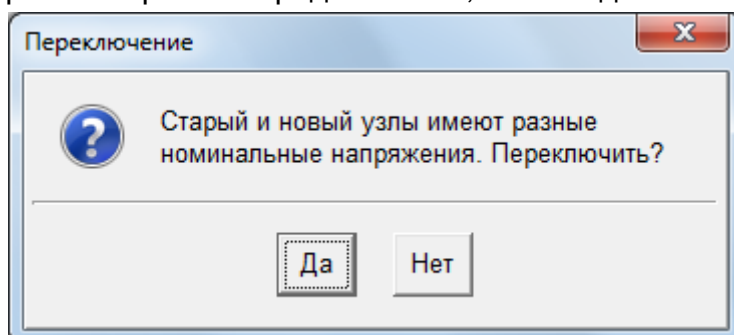 Переключение
Старый и новый узлы имеют разные
номинальные напряжения. Переключить?
Да
Нет